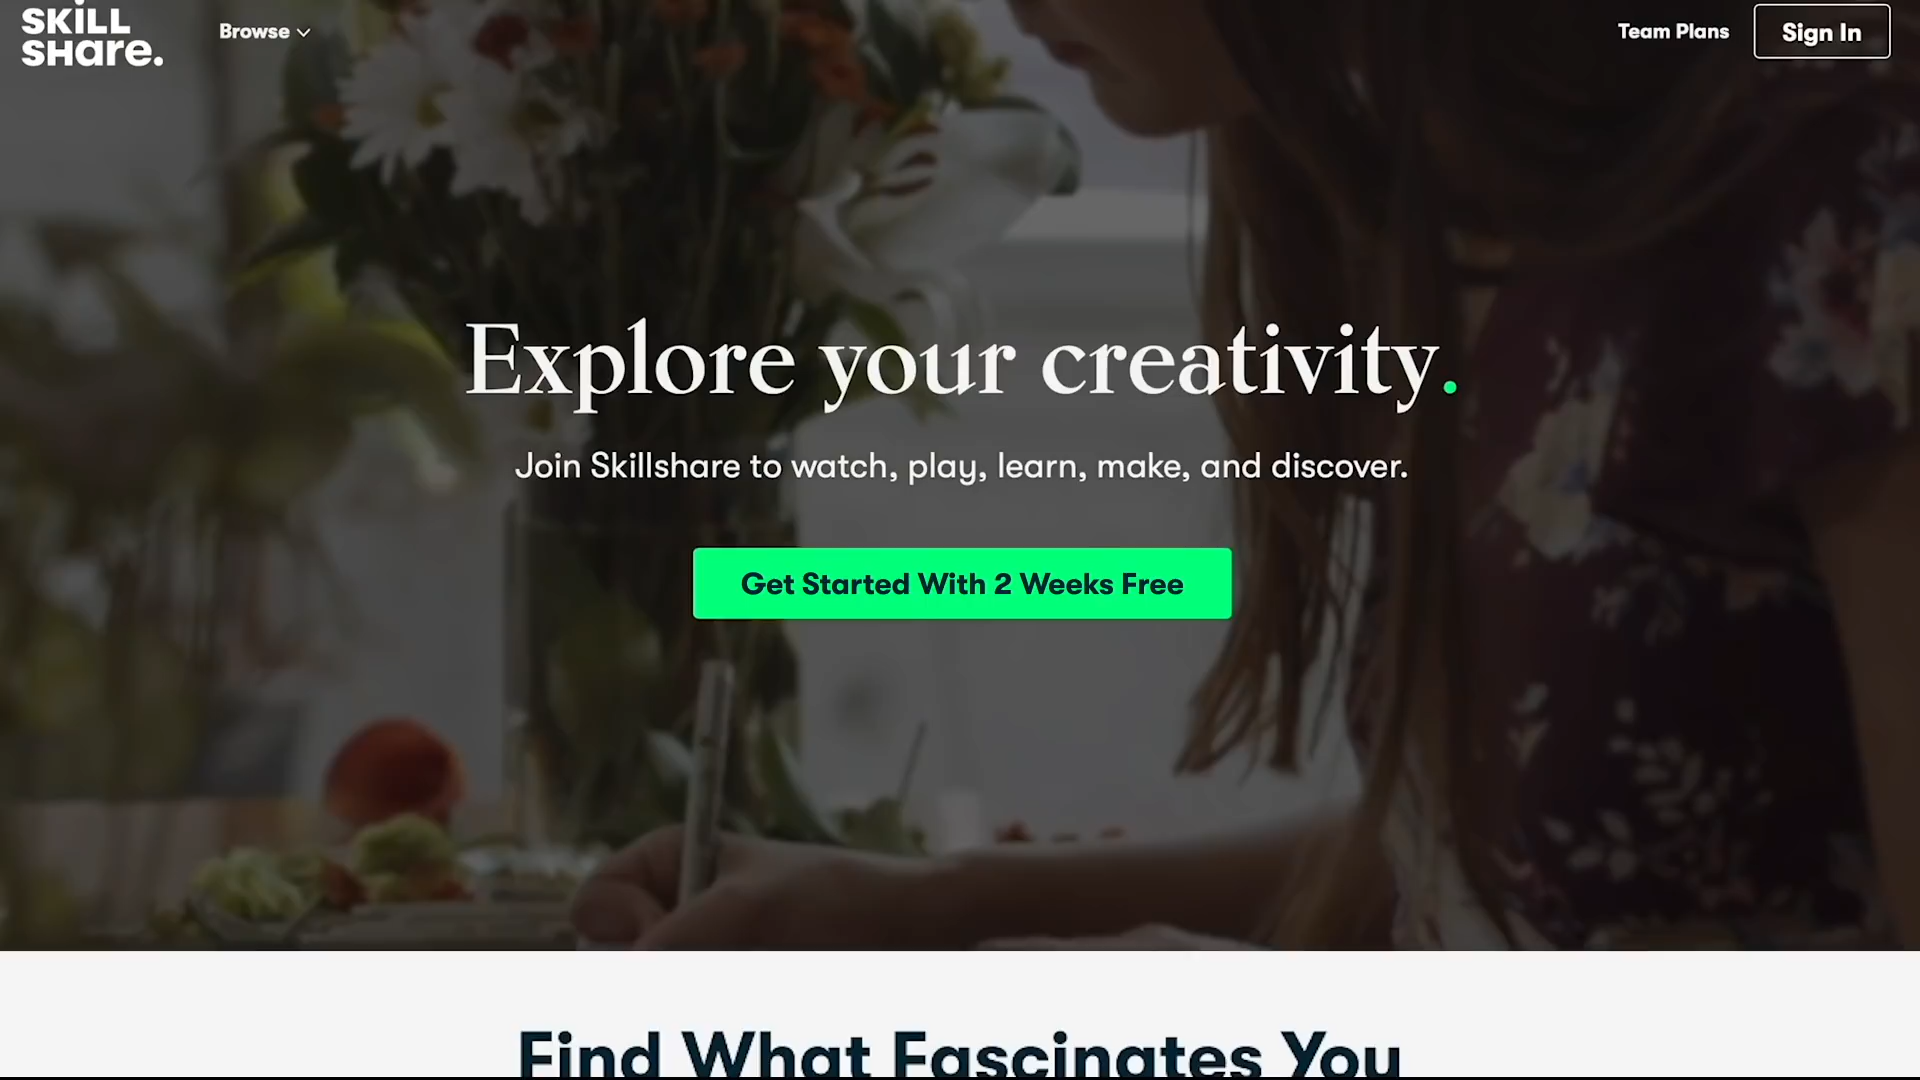 SKILL
SHare.
Browse
Team Plans
Sign In
Explore your creativity.
Join Skillshare to watch, play, learn, make, and discover.
Get Started With 2 Weeks Free
Find What Fascinates You